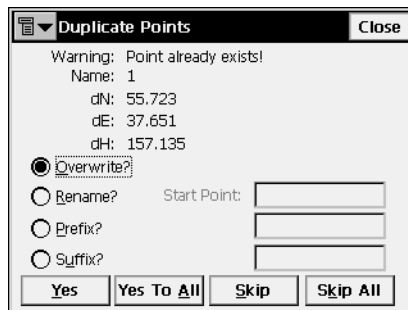 Duplicate Points Close
Warning: Point already exists!
Name: 1
dN: 55.723
dE: 37.651
dH: 157.135
Overwrite?
Rename? Start Point:
Prefix?
Suffix?
Yes Yes To All Skip Skip All